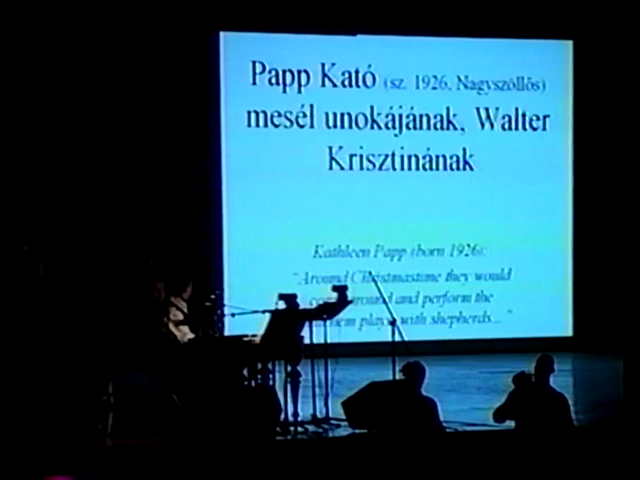 Papp Kató (sz. 1926, Nagyszöllős)
mesél unokájának, Walter
Krisztinának
Kathleen Papp (born 1926):
"Around Christmastime they would
around and perform the
plays with shepherds..."